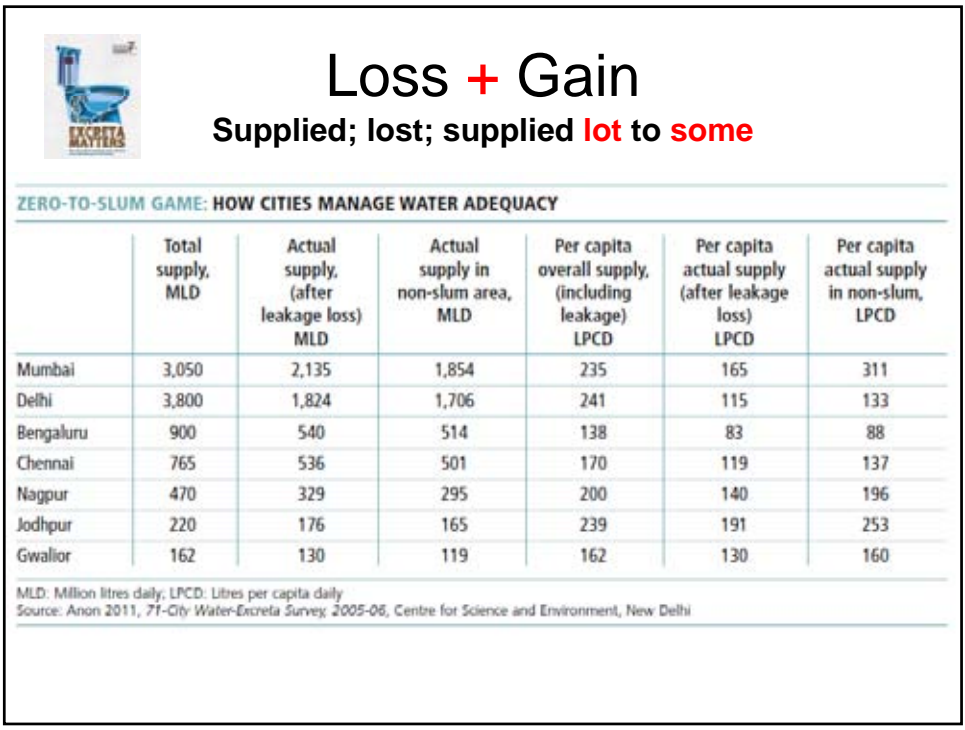 EXCRETA
MATTERS
Loss + Gain
Supplied; lost; supplied lot to some
ZERO-TO-SLUM GAME: HOW CITIES MANAGE WATER ADEQUACY
Total supply, MLD | Actual supply, (after leakage loss) MLD | Actual supply in non-slum area, MLD | Per capita overall supply, (including leakage) LPCD | Per capita actual supply (after leakage loss) LPCD | Per capita actual supply in non-slum, LPCD
Mumbai 3,050 2,135 1,854 235 165 311
Delhi 3,800 1,824 1,706 241 115 133
Bengaluru 900 540 514 138 83 88
Chennai 765 536 501 170 119 137
Nagpur 470 329 295 200 140 196
Jodhpur 220 176 165 239 191 253
Gwalior 162 130 119 162 130 160
MLD: Million litres daily; LPCD: Litres per capita daily
Source: Anon 2011, 71-City Water-Excreta Survey, 2005-06, Centre for Science and Environment, New Delhi